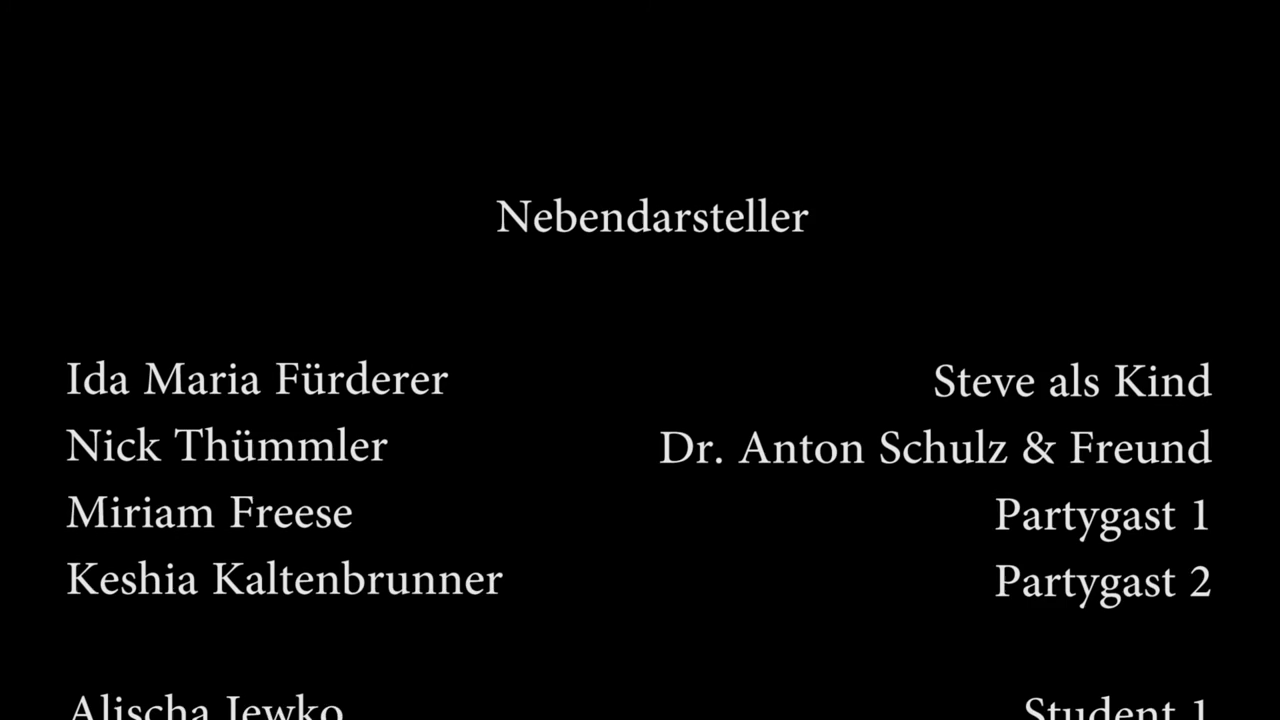 Nebendarsteller
Ida Maria Fürderer Steve als Kind
Nick Thümmler Dr. Anton Schulz & Freund
Miriam Freese Partygast 1
Keshia Kaltenbrunner Partygast 2
Alischa Jewko Student 1